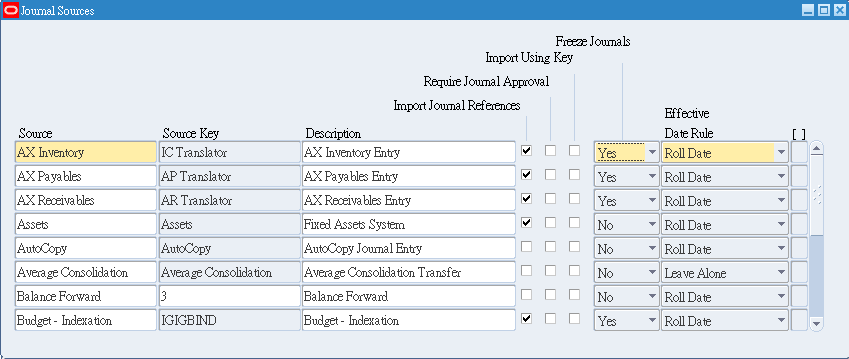 Journal Sources
Freeze Journals
Import Using Key
Require Journal Approval
Import Journal References
Effective
Source Source Key Description Date Rule [ ]
AX Inventory IC Translator AX Inventory Entry Yes Roll Date
AX Payables AP Translator AX Payables Entry Yes Roll Date
AX Receivables AR Translator AX Receivables Entry Yes Roll Date
Assets Assets Fixed Assets System No Roll Date
AutoCopy AutoCopy AutoCopy Journal Entry No Roll Date
Average Consolidation Average Consolidation Average Consolidation Transfer No Leave Alone
Balance Forward 3 Balance Forward No Roll Date
Budget - Indexation IGIGBIND Budget - Indexation Yes Roll Date